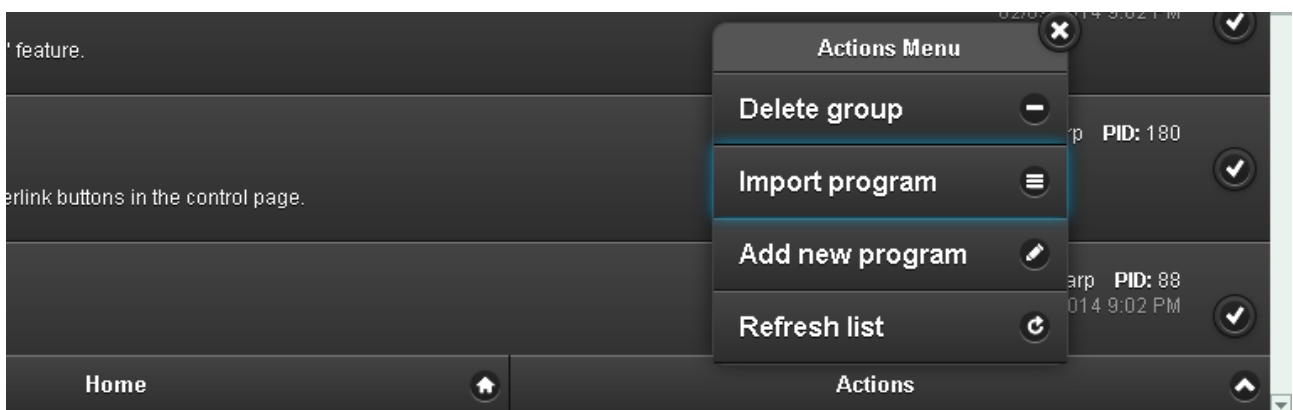 ' feature.
Actions Menu
Delete group
PID: 180
Import program
erlink buttons in the control page.
Add new program
arp PID: 88
014 9:02 PM
Refresh list
Home
Actions